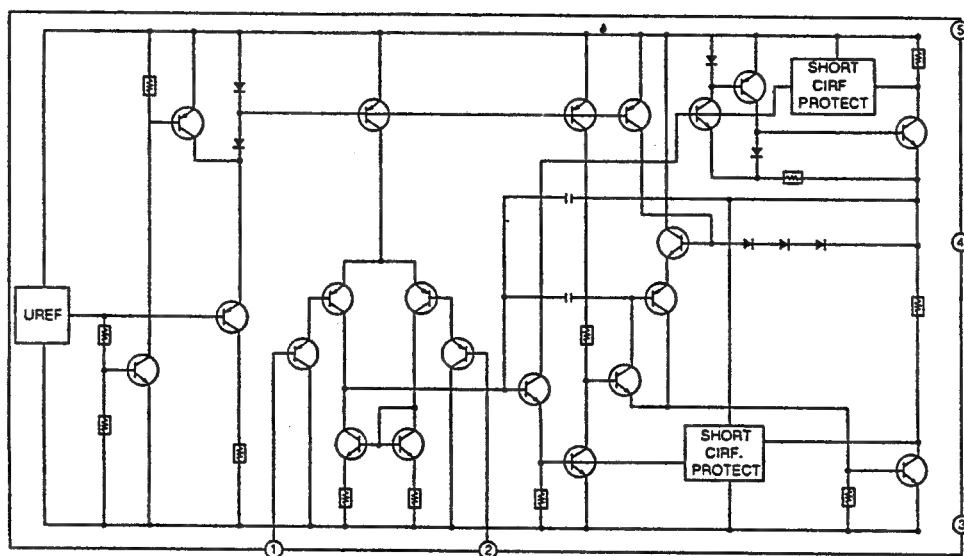 5
SHORT
CIRF
PROTECT
4
UREF
SHORT
CIRF.
PROTECT
3
1
2